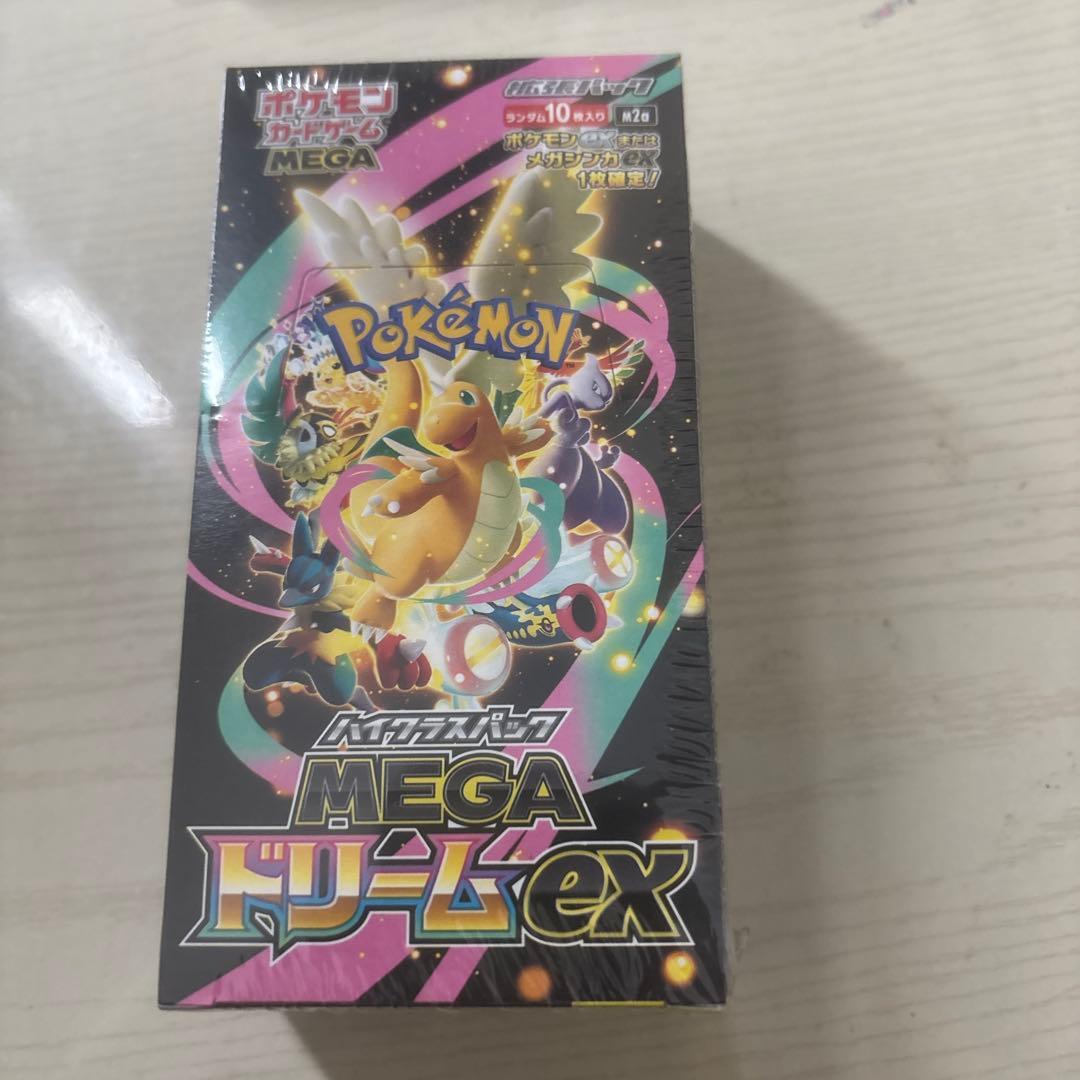 ポケモン
カードゲーム
MEGA
拡張パック
ランダム10枚入り M2a
ポケモンexまたは
メガシンカex
1枚確定!
POKéMON
TM
ハイクラスパック
MEGA
ドリームex